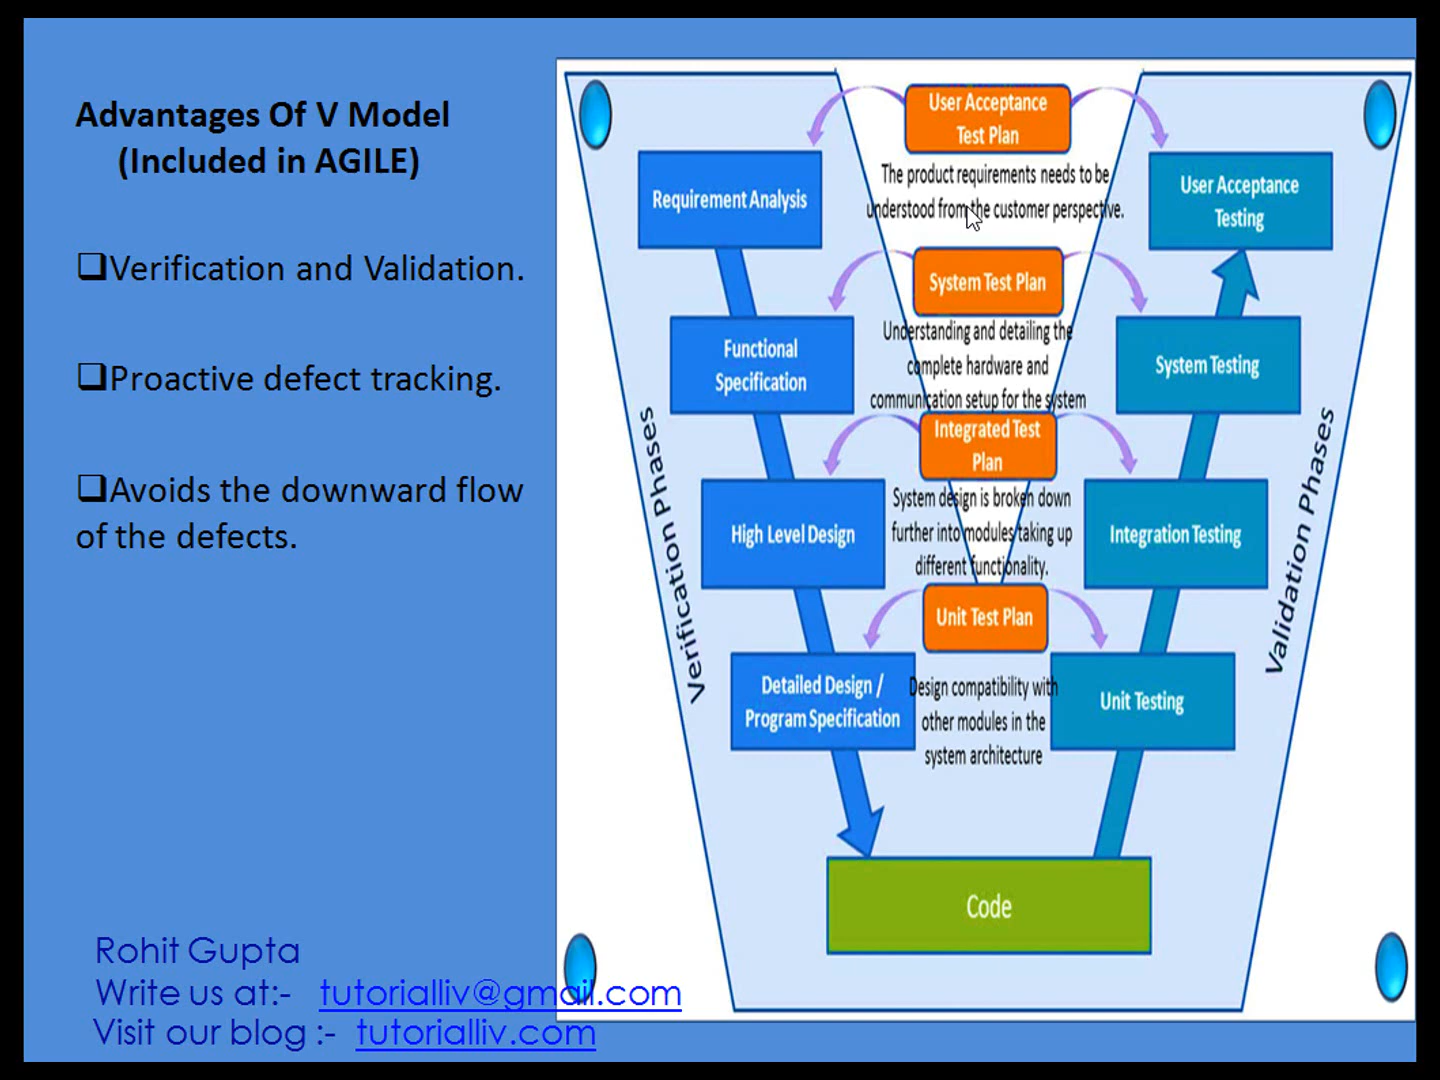 Advantages Of V Model
(Included in AGILE)
Verification and Validation.
Proactive defect tracking.
Avoids the downward flow
of the defects.
Rohit Gupta
Write us at:- tutorialliv@gmail.com
Visit our blog :- tutorialliv.com
User Acceptance
Test Plan
The product requirements needs to be
understood from the customer perspective.
Requirement Analysis
User Acceptance
Testing
System Test Plan
Understanding and detailing the
complete hardware and
communication setup for the system
Functional
Specification
System Testing
Integrated Test
Plan
System design is broken down
further into modules taking up
different functionality.
High Level Design
Integration Testing
Unit Test Plan
Design compatibility with
other modules in the
system architecture
Detailed Design /
Program Specification
Unit Testing
Verification Phases
Validation Phases
Code